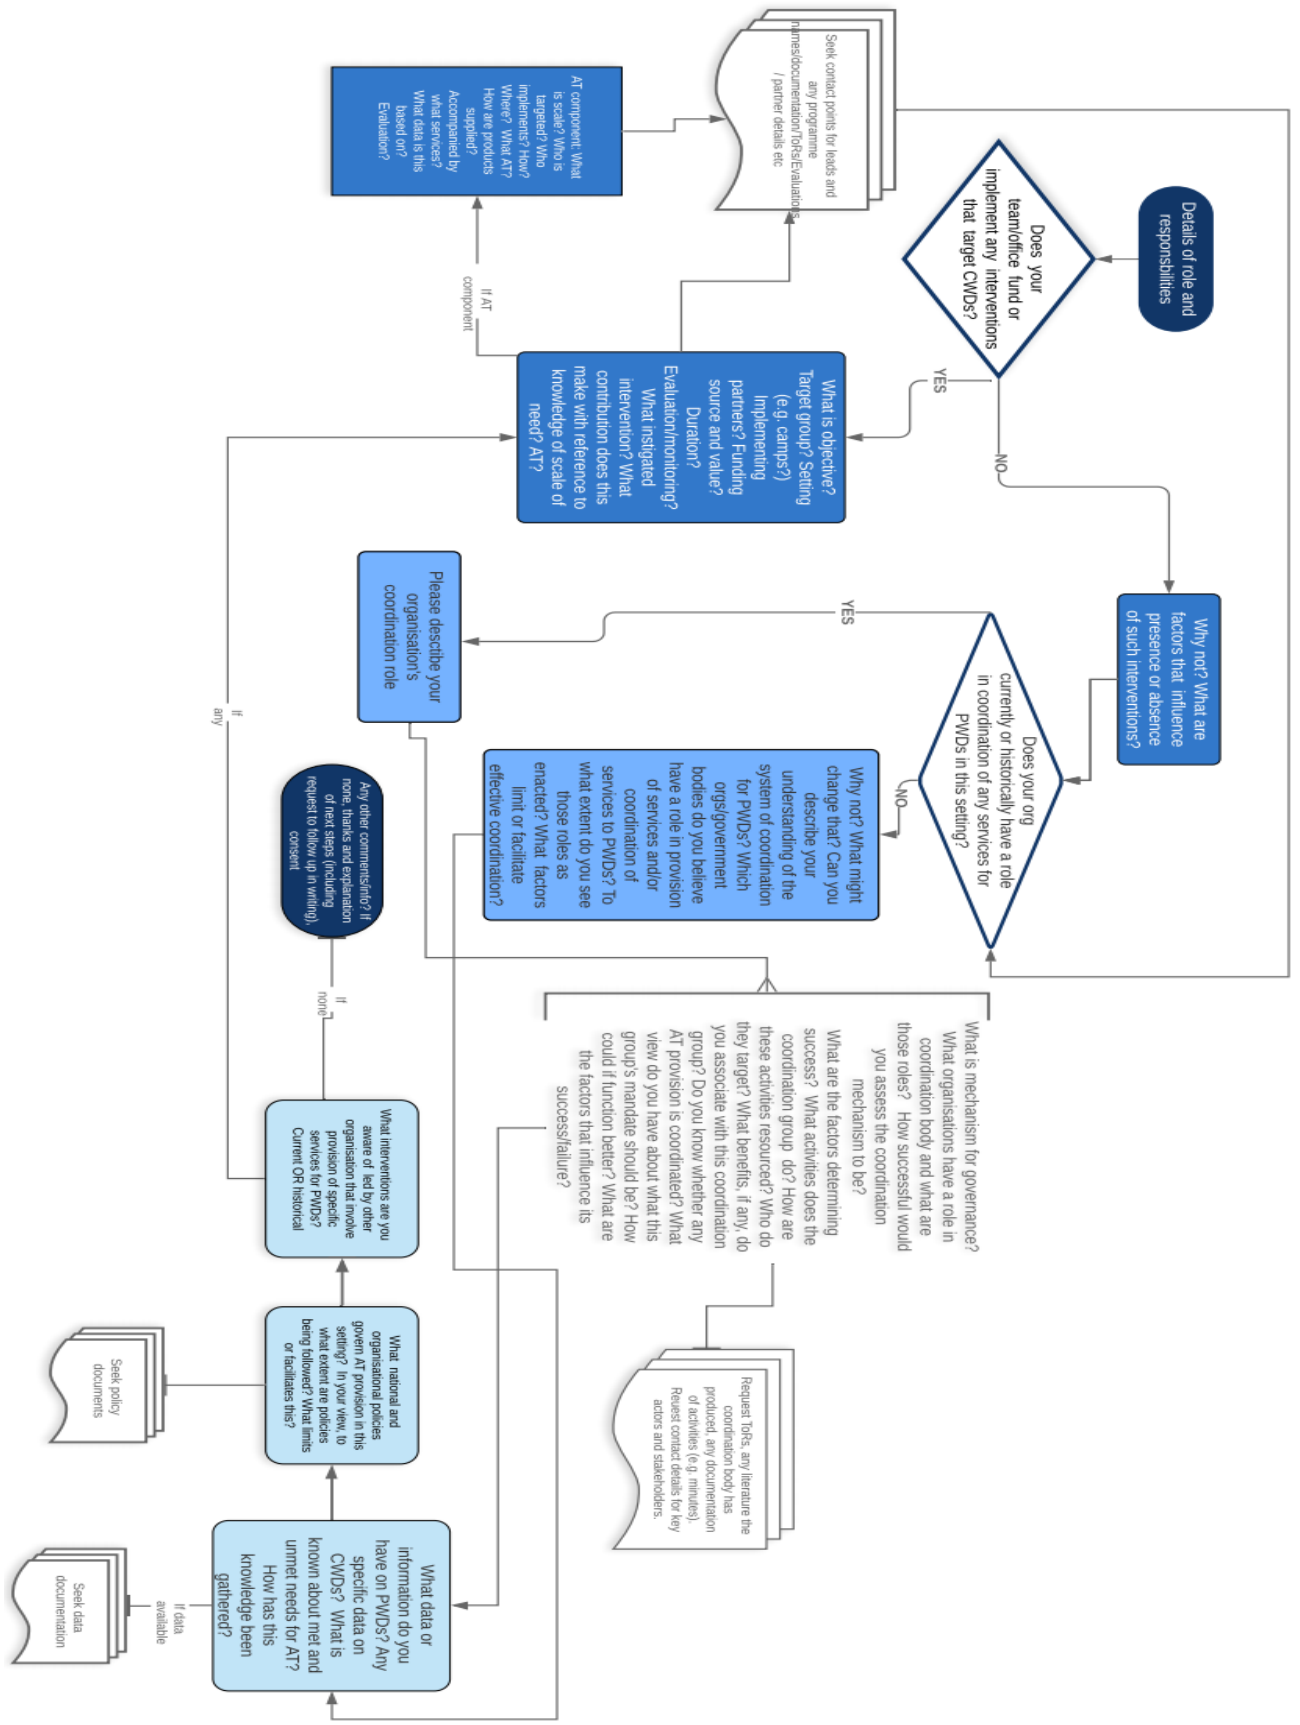 Details of role and
responsbilities
Does your
team/office fund or
implement any interventions
that target CWDs?
YES
NO
Seek contact points for leads and
any programme
names/documentation/ToRs/Evaluations
/ partner details etc
AT component: What
is scale? Who is
targeted? Who
implements? How?
Where? What AT?
How are products
supplied?
Accompanied by
what services?
What data is this
based on?
Evaluation?
If AT
component
What is objective?
Target group? Setting
(e.g. camps?)
Implementing
partners? Funding
source and value?
Duration?
Evaluation/monitoring?
What instigated
intervention? What
contribution does this
make with reference to
knowledge of scale of
need? AT?
Why not? What are
factors that influence
presence or absence
of such interventions?
Does your org
currently or historically have a role
in coordination of any services for
PWDs in this setting?
YES
NO
Please desctibe your
organisation's
coordination role
Why not? What might
change that? Can you
describe your
understanding of the
system of coordination
for PWDs? Which
orgs/government
bodies do you believe
have a role in provision
of services and/or
coordination of
services to PWDs? To
what extent do you see
those roles as
enacted? What factors
limit or facilitate
effective coordination?
What is mechanism for governance?
What organisations have a role in
coordination body and what are
those roles? How successful would
you assess the coordination
mechanism to be?
What are the factors determining
success? What activities does the
coordination group do? How are
these activities resourced? Who do
they target? What benefits, if any, do
you associate with this coordination
group? Do you know whether any
AT provision is coordinated? What
view do you have about what this
group's mandate should be? How
could if function better? What are
the factors that influence its
success/failure?
Request ToRs, any literature the
coordination body has
produced, any documentation
of activities (e.g. minutes).
Reuest contact details for key
actors and stakeholders.
What data or
information do you
have on PWDs? Any
specific data on
CWDs? What is
known about met and
unmet needs for AT?
How has this
knowledge been
gathered?
If data
available
Seek data
documentation
What national and
organisational policies
govern AT provision in this
setting? In your view, to
what extent are policies
being followed? What limits
or facilitates this?
Seek policy
documents
What interventions are you
aware of led by other
organisation that involve
provision of specific
services for PWDs?
Current OR historical
If
any
If
none
Any other comments/info? If
none, thanks and explanation
of next steps (including
request to follow up in writing),
consent